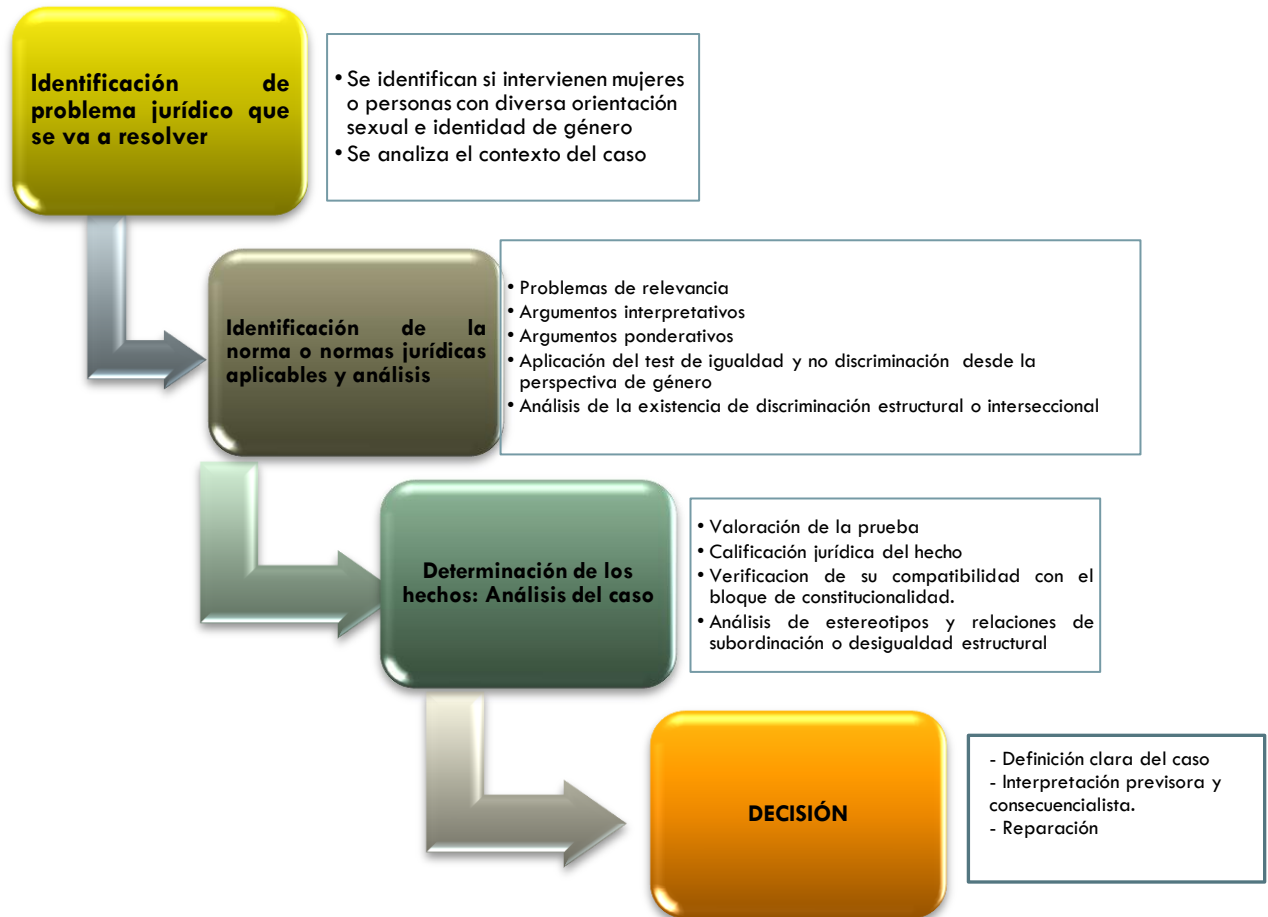 Identificación de
problema jurídico que
se va a resolver
• Se identifican si intervienen mujeres
o personas con diversa orientación
sexual e identidad de género
• Se analiza el contexto del caso
Identificación de la
norma o normas jurídicas
aplicables y análisis
• Problemas de relevancia
• Argumentos interpretativos
• Argumentos ponderativos
• Aplicación del test de igualdad y no discriminación desde la
perspectiva de género
• Análisis de la existencia de discriminación estructural o interseccional
Determinación de los
hechos: Análisis del caso
• Valoración de la prueba
• Calificación jurídica del hecho
• Verificacion de su compatibilidad con el
bloque de constitucionalidad.
• Análisis de estereotipos y relaciones de
subordinación o desigualdad estructural
DECISIÓN
- Definición clara del caso
- Interpretación previsora y
consecuencialista.
- Reparación